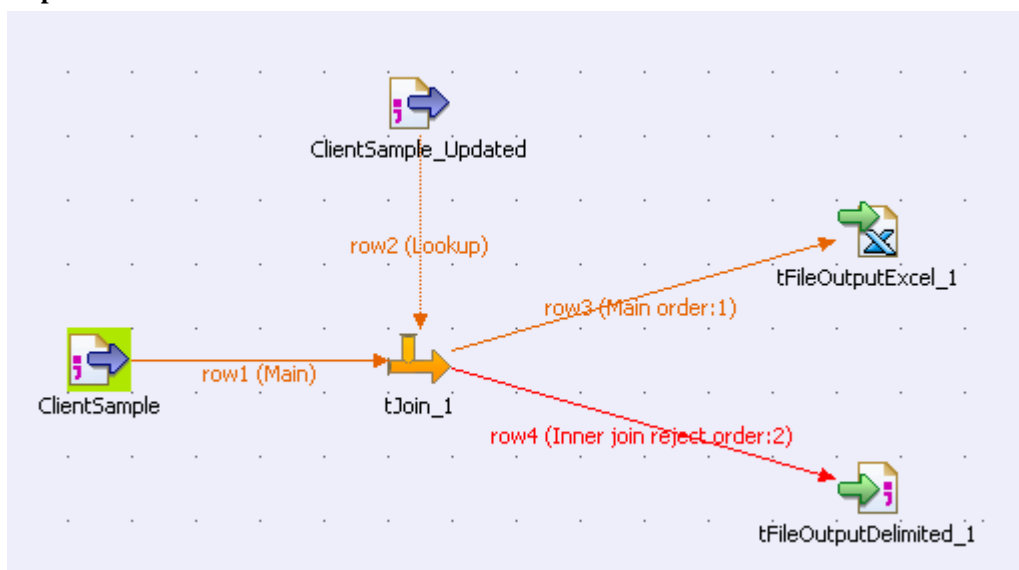 ClientSample_Updated
row2 (Lookup)
tFileOutputExcel_1
row3 (Main order:1)
row1 (Main)
ClientSample
tJoin_1
row4 (Inner join reject order:2)
tFileOutputDelimited_1